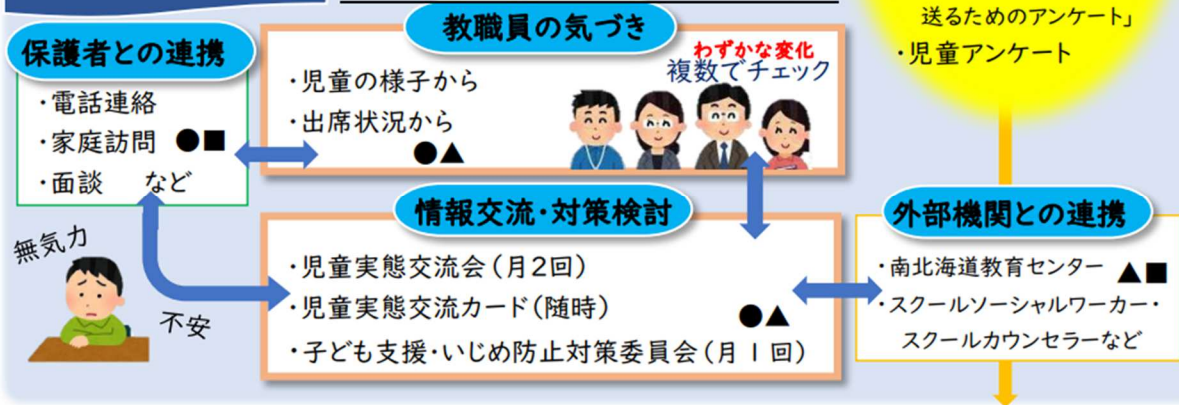 教職員の気づき
保護者との連携
・電話連絡
・家庭訪問 ●■
・面談 など
・児童の様子から
・出席状況から
●▲
わずかな変化
複数でチェック
送るためのアンケート」
・児童アンケート
情報交流・対策検討
・児童実態交流会(月2回)
・児童実態交流カード(随時)
●▲
・子ども支援・いじめ防止対策委員会(月1回)
無気力
不安
外部機関との連携
・南北海道教育センター ▲■
・スクールソーシャルワーカー・
スクールカウンセラーなど